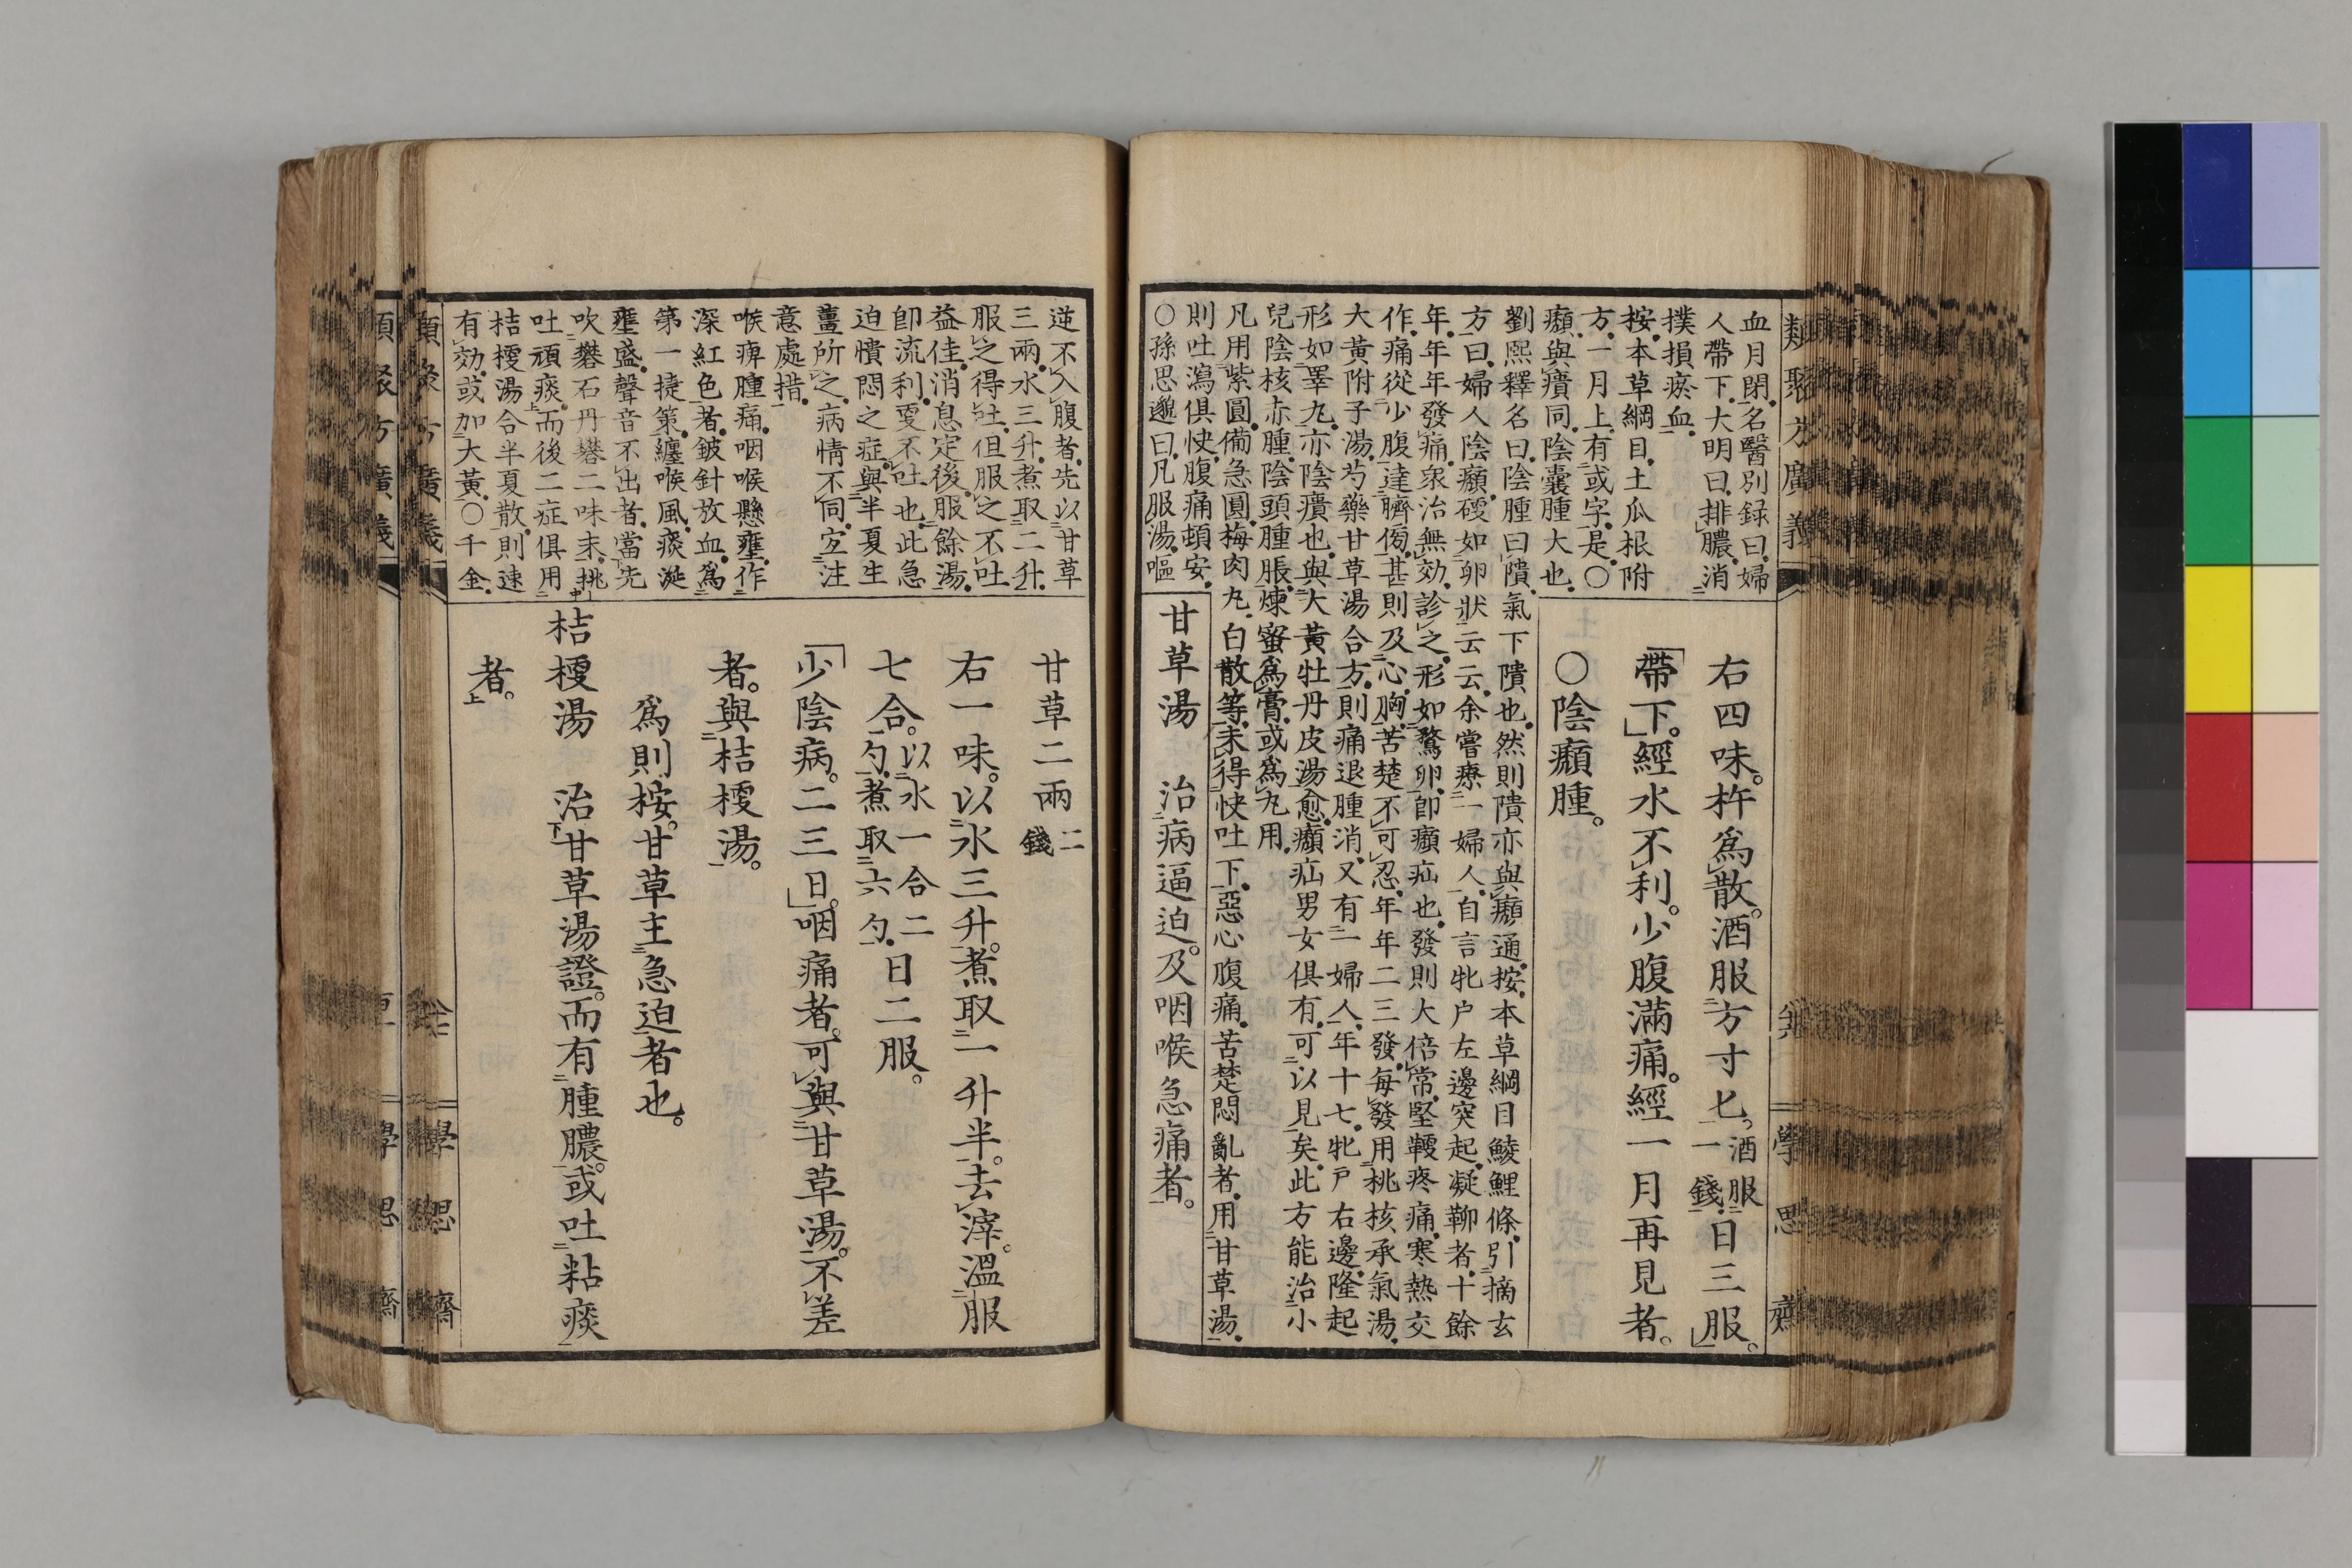 類聚方廣義　學思齋
血月閉.名醫別録曰.婦
人帶下.大明曰.排膿.消
撲損瘀血.
按.本草綱目.土瓜根附
方.一月上.有或字.是.〇
癩.與㿉同.陰囊腫大也.
劉熙釋名曰.陰腫曰隤.氣下隤也.然則隤亦與癩通.按.本草綱目鯪鯉條.引摘玄
方曰.婦人陰癩.硬如卵狀云云.余嘗療一婦人.自言牝户左邊突起.凝鞕者.十餘
年.年年發痛.衆治無効.診之.形如鶩卵.卽癩疝也.發則大倍常.堅鞕疼痛.寒熱交
作.痛從少腹達臍傍.甚則及心胸.苦楚不可忍.年年二三發.每發用桃核承氣湯.
大黄附子湯.芍藥甘草湯合方.則痛退腫消.又有一婦人.年十七.牝戸右邊.隆起
形如睪丸.亦陰㿉也.與大黄牡丹皮湯愈.癩疝男女俱有.可以見矣.此方能治小
兒陰核赤腫.陰頭腫脹.煉蜜爲膏.或爲丸用.
凡用紫圓.備急圓.梅肉丸.白散等.未得快吐下.惡心腹痛.苦楚悶亂者.用甘草湯.
則吐瀉俱快.腹痛頓安.
〇孫思邈曰.凡服湯.嘔
右四味。杵爲散。酒服方寸匕。酒服一錢日三服。」
「帶下」。經水不利。少腹滿痛。經一月再見者。
〇陰癩腫。
甘草湯　治病逼迫。及咽喉急痛者。
逆不入腹者.先以甘草
三兩.水三升.煮取二升.
服之得吐.但服之不吐
益佳.消息定後.服餘湯.
卽流利.更不吐也.此急
迫憒悶之症.與半夏生
薑所之.病情不同.宜注
意處措.
喉痺腫痛.咽喉懸壅.作
深紅色者.鈹針放血.爲
第一捷策.纏喉風.痰涎
壅盛.聲音不出者.當先
吹礬石丹礬二味末.挑
吐頑痰.而後二症俱用
桔梗湯合半夏散.則速
有効.或加大黄.〇千金.
甘草二兩二錢
右一味。以水三升。煮取一升半。去滓。溫服
七合。以水一合二勺.煮取六勺.日二服。
「少陰病。二三日」。咽痛者。可與甘草湯。不差
者。與桔梗湯。
爲則按。甘草主急迫者也。
桔梗湯　治甘草湯證。而有腫膿。或吐粘痰
者。
類聚方廣義　學思齋